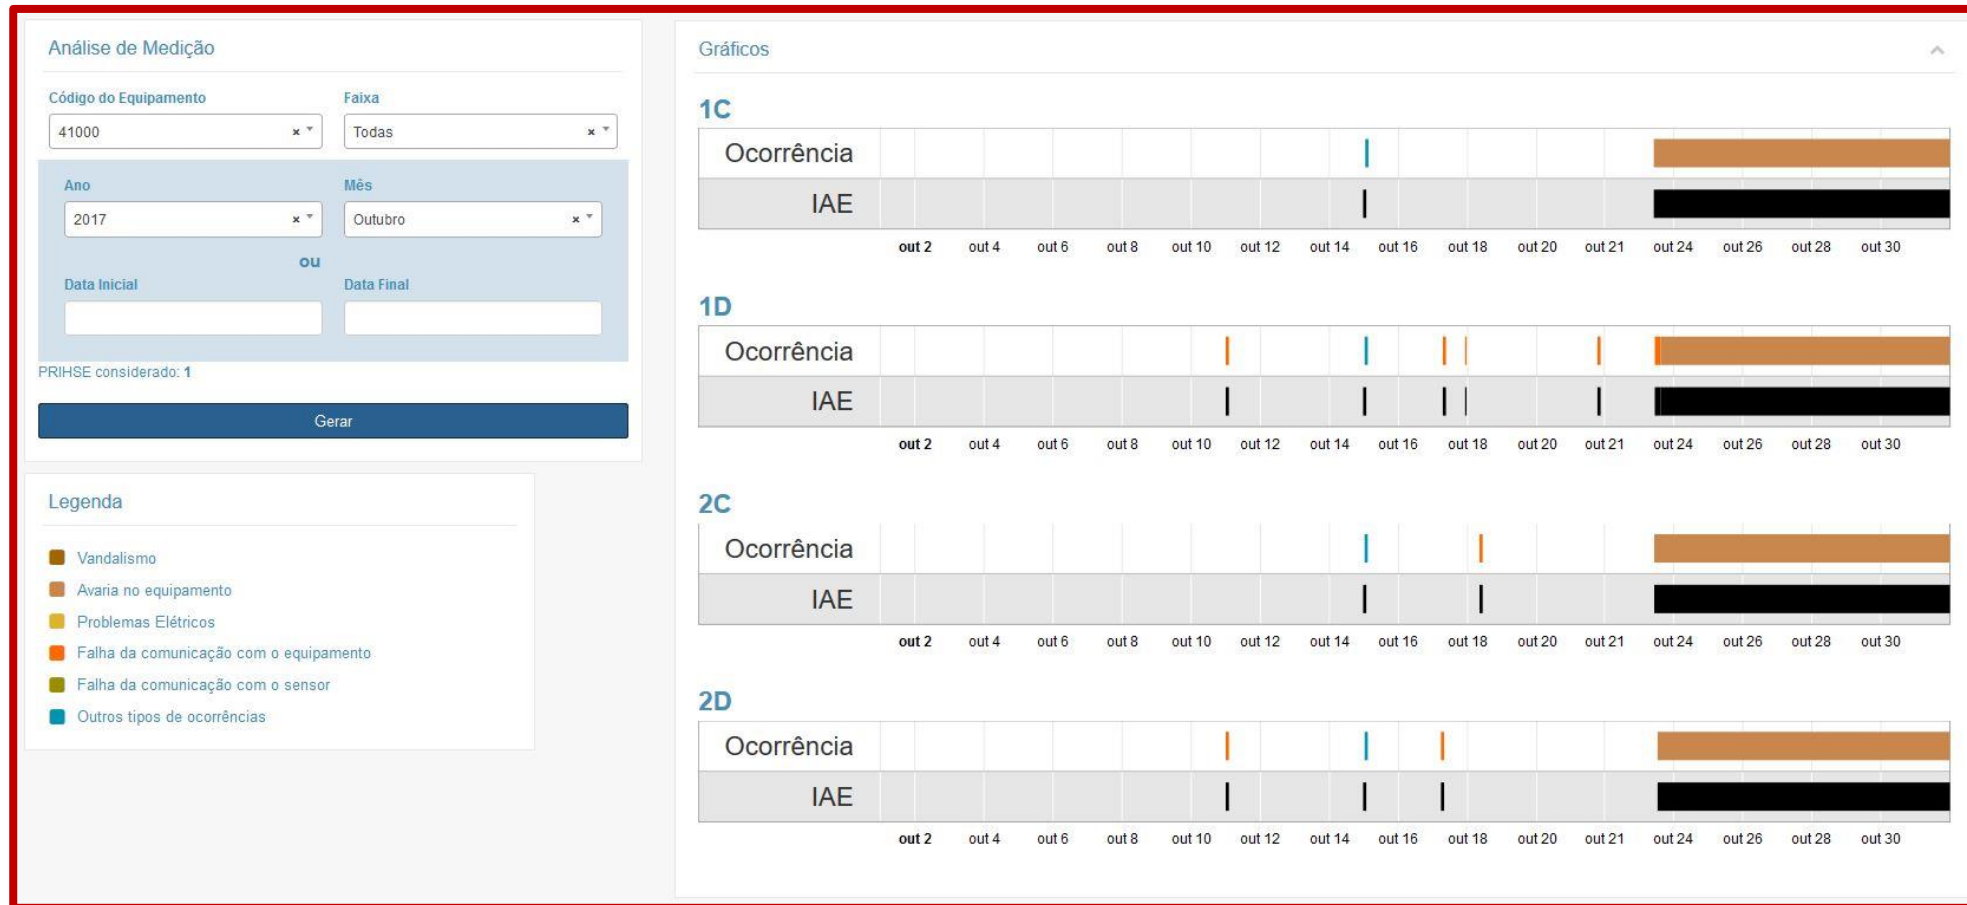 Análise de Medição
Código do Equipamento Faixa
41000 × Todas ×
Ano Mês
2017 × Outubro ×
ou
Data Inicial Data Final
PRIHSE considerado: 1
Gerar
Legenda
Vandalismo
Avaria no equipamento
Problemas Elétricos
Falha da comunicação com o equipamento
Falha da comunicação com o sensor
Outros tipos de ocorrências
Gráficos
1C
Ocorrência
IAE
out 2 out 4 out 6 out 8 out 10 out 12 out 14 out 16 out 18 out 20 out 21 out 24 out 26 out 28 out 30
1D
Ocorrência
IAE
out 2 out 4 out 6 out 8 out 10 out 12 out 14 out 16 out 18 out 20 out 21 out 24 out 26 out 28 out 30
2C
Ocorrência
IAE
out 2 out 4 out 6 out 8 out 10 out 12 out 14 out 16 out 18 out 20 out 21 out 24 out 26 out 28 out 30
2D
Ocorrência
IAE
out 2 out 4 out 6 out 8 out 10 out 12 out 14 out 16 out 18 out 20 out 21 out 24 out 26 out 28 out 30